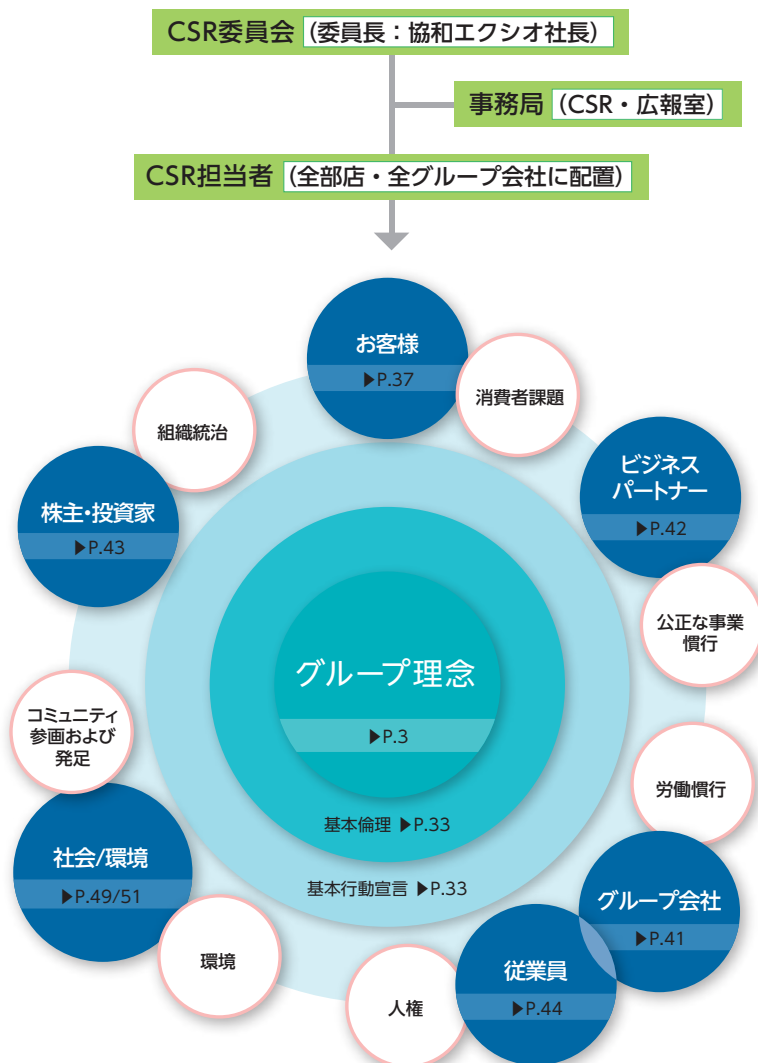 CSR委員会 (委員長：協和エクシオ社長)
事務局 (CSR・広報室)
CSR担当者 (全部店・全グループ会社に配置)
お客様
▶P.37
消費者課題
組織統治
ビジネス
パートナー
▶P.42
株主・投資家
▶P.43
公正な事業
慣行
グループ理念
▶P.3
コミュニティ
参画および
発足
労働慣行
基本倫理 ▶P.33
社会/環境
▶P.49/51
基本行動宣言 ▶P.33
グループ会社
▶P.41
環境
従業員
▶P.44
人権